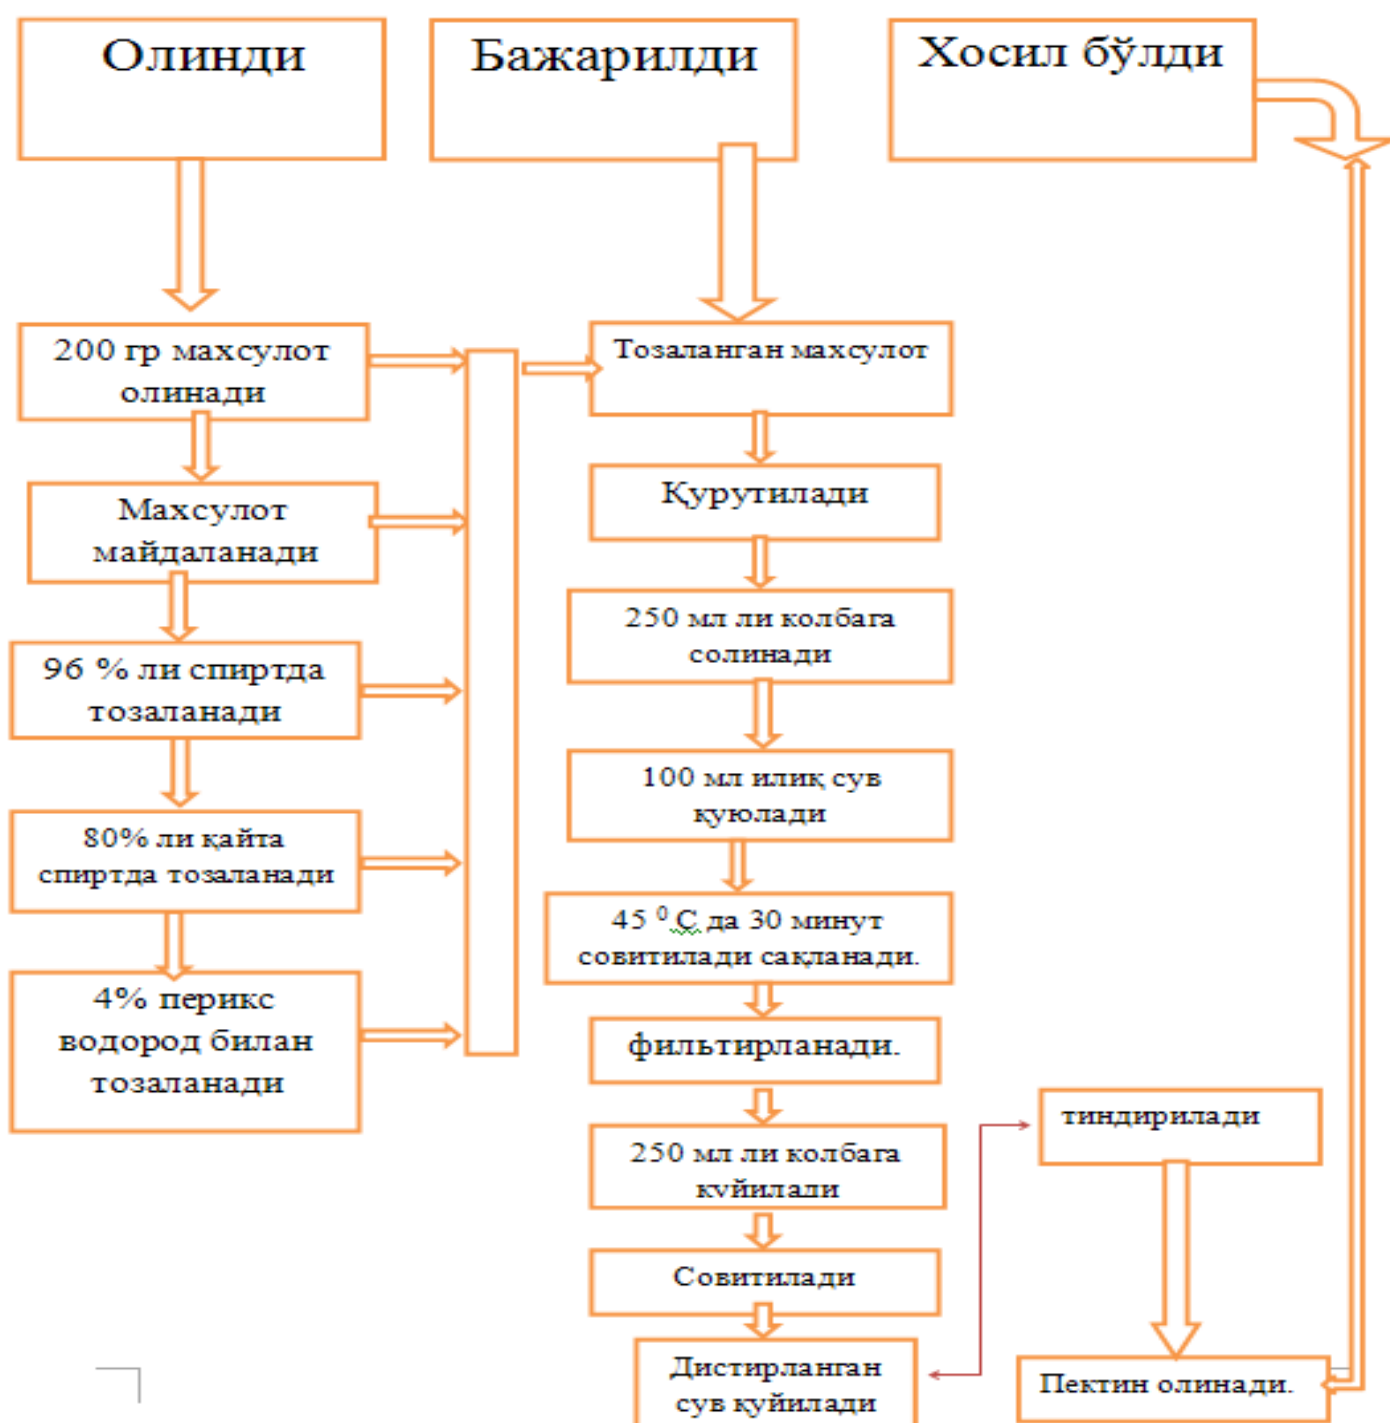 Олинди
Бажарилди
Хосил бўлди
200 гр махсулот
олинади
Махсулот
майдаланади
96 % ли спиртда
тозаланади
80% ли қайта
спиртда тозаланади
4% перикс
водород билан
тозаланади
Тозаланган махсулот
Қурутилади
250 мл ли колбага
солинади
100 мл илиқ сув
қуюлади
45 ⁰ С да 30 минут
совитилади сақланади.
фильтирланади.
250 мл ли колбага
куйилади
Совитилади
Дистирланган
сув қуйилади
тиндирилади
Пектин олинади.